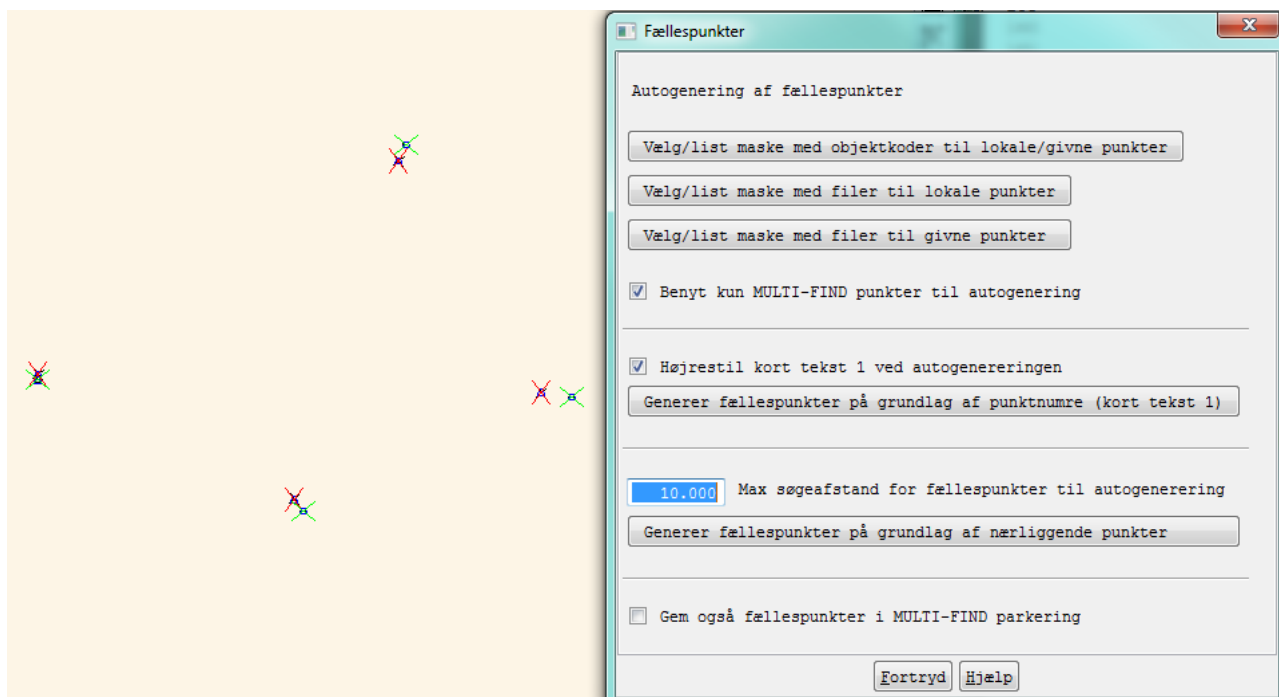 Fællespunkter
Autogenering af fællespunkter
Vælg/list maske med objektkoder til lokale/givne punkter
Vælg/list maske med filer til lokale punkter
Vælg/list maske med filer til givne punkter
Benyt kun MULTI-FIND punkter til autogenering
Højrestil kort tekst 1 ved autogenereringen
Generer fællespunkter på grundlag af punktnumre (kort tekst 1)
10.000 Max søgeafstand for fællespunkter til autogenerering
Generer fællespunkter på grundlag af nærliggende punkter
Gem også fællespunkter i MULTI-FIND parkering
Fortryd Hjælp